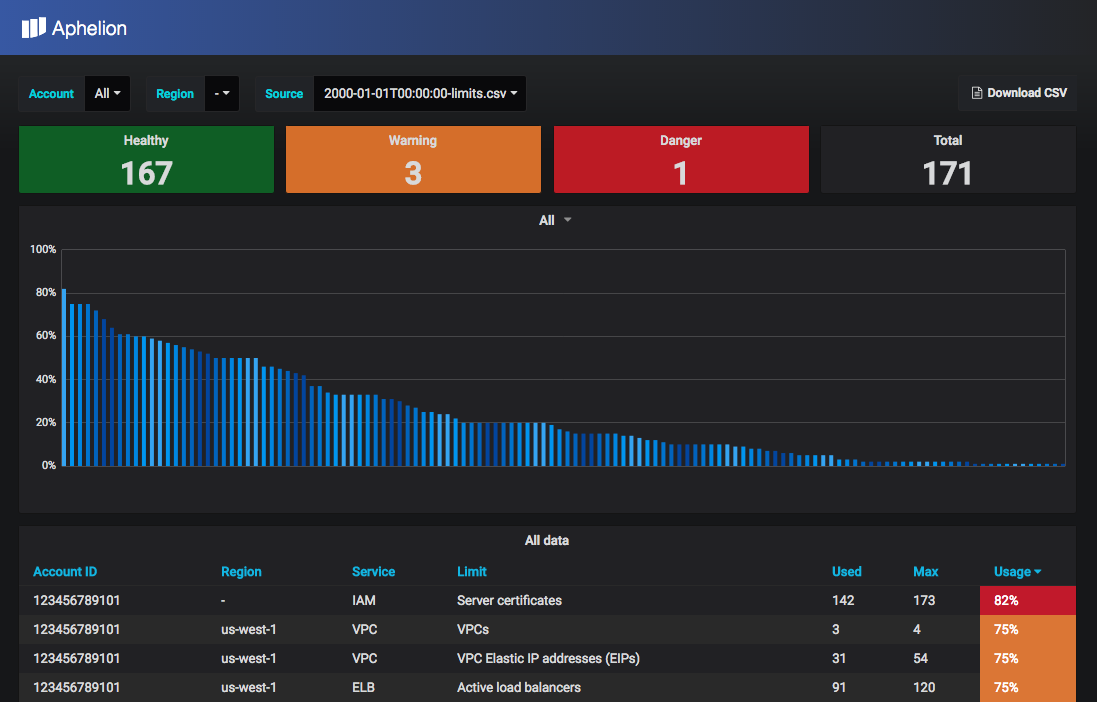 Aphelion
Account All Region - Source 2000-01-01T00:00:00-limits.csv Download CSV
Healthy Warning Danger Total
167 3 1 171
All
100%
80%
60%
40%
20%
0%
All data
Account ID Region Service Limit Used Max Usage
123456789101 - IAM Server certificates 142 173 82%
123456789101 us-west-1 VPC VPCs 3 4 75%
123456789101 us-west-1 VPC VPC Elastic IP addresses (EIPs) 31 54 75%
123456789101 us-west-1 ELB Active load balancers 91 120 75%